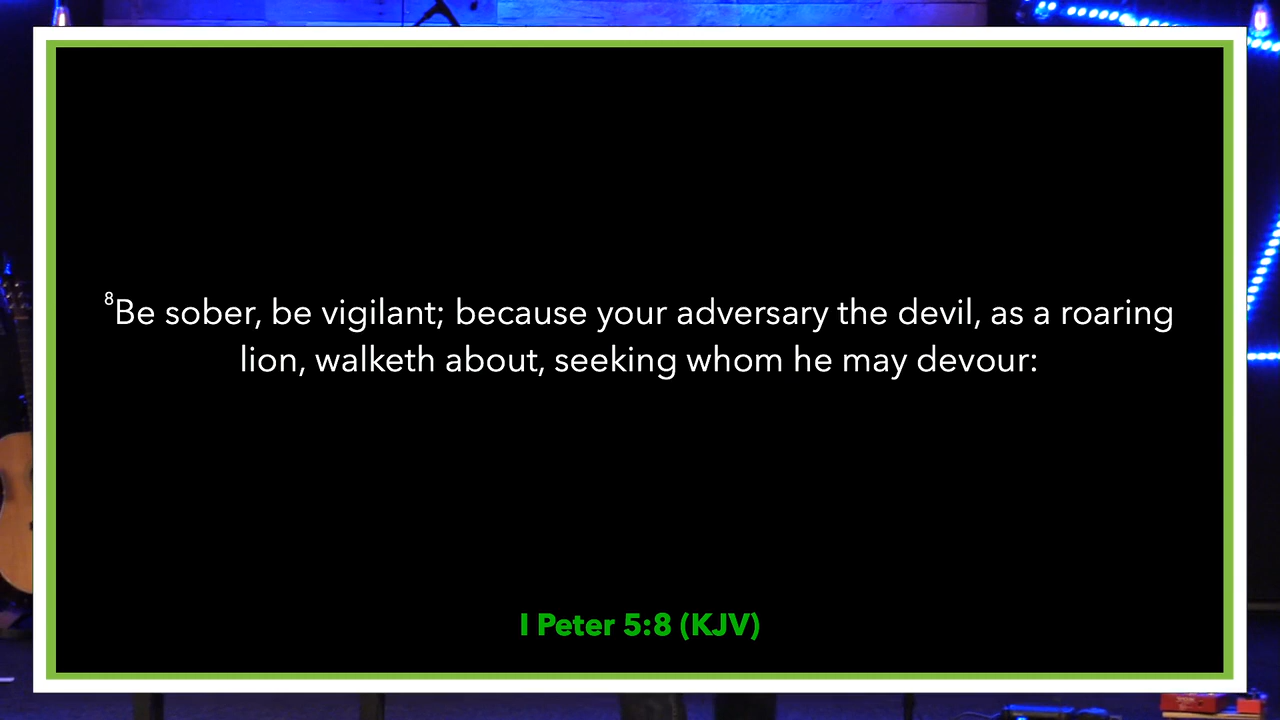 ⁸Be sober, be vigilant; because your adversary the devil, as a roaring
lion, walketh about, seeking whom he may devour:
I Peter 5:8 (KJV)